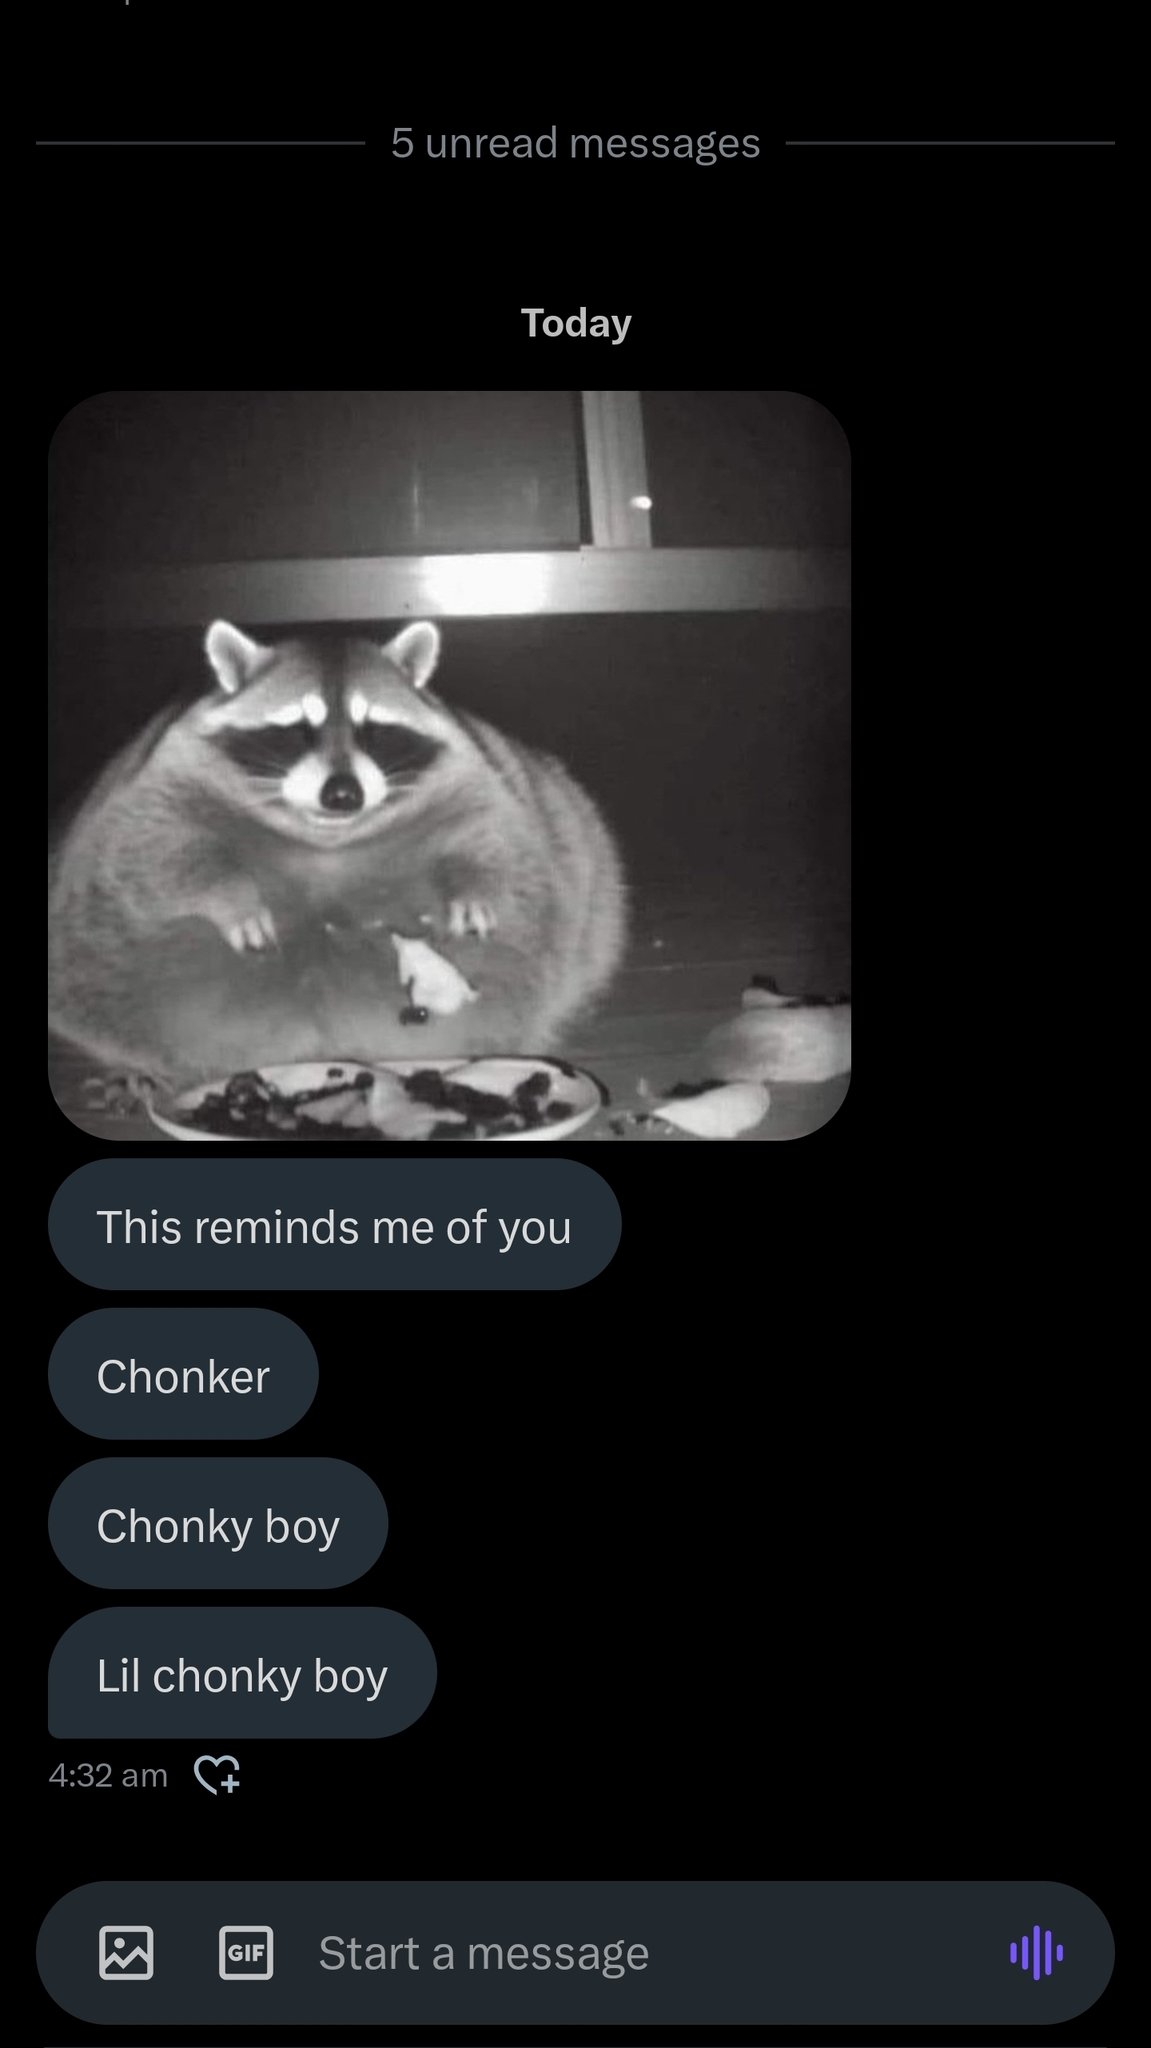 5 unread messages
Today
This reminds me of you
Chonker
Chonky boy
Lil chonky boy
4:32 am
GIF
Start a message